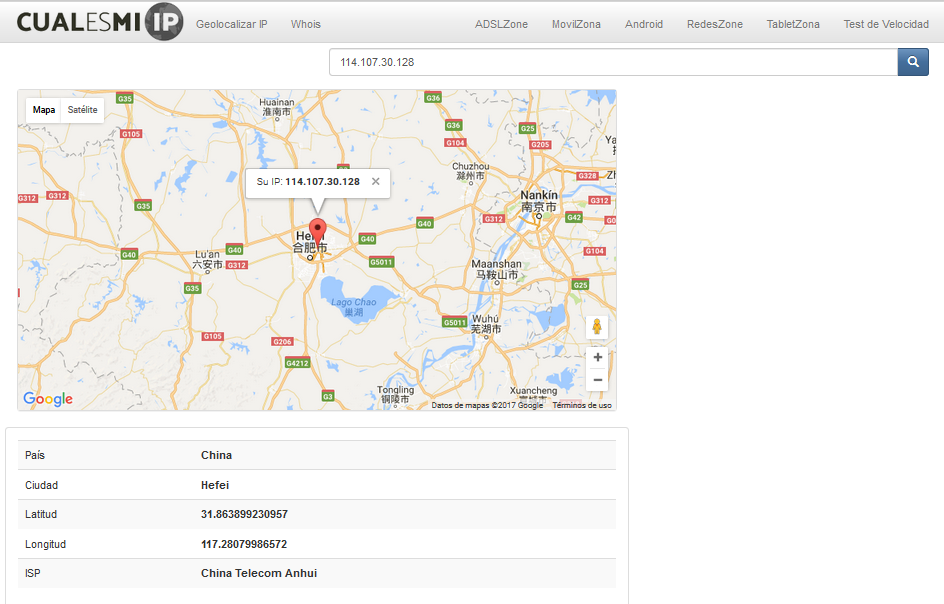 CUALESMI IP
Geolocalizar IP Whois ADSLZone MovilZona Android RedesZone TabletZona Test de Velocidad
114.107.30.128
Mapa Satélite
G35
Huainan
淮南市
G36
G36
G104
G25
G205
G105
Chuzhou
滁州市
G328
Su IP: 114.107.30.128 ×
G312
G312
G35
Nankín
南京市
G312
G312
G42
G40
合肥市
G40
G40
Lu'an
六安市
G40
G312
G5011
G104
Maanshan
马鞍山市
G35
G25
Lago Chao
巢湖
G5011
Wuhú
芜湖市
G105
G206
G4212
G3
Tongling
铜陵市
Xuancheng
Google
Datos de mapas ©2017 Google Términos de uso
País China
Ciudad Hefei
Latitud 31.863899230957
Longitud 117.28079986572
ISP China Telecom Anhui